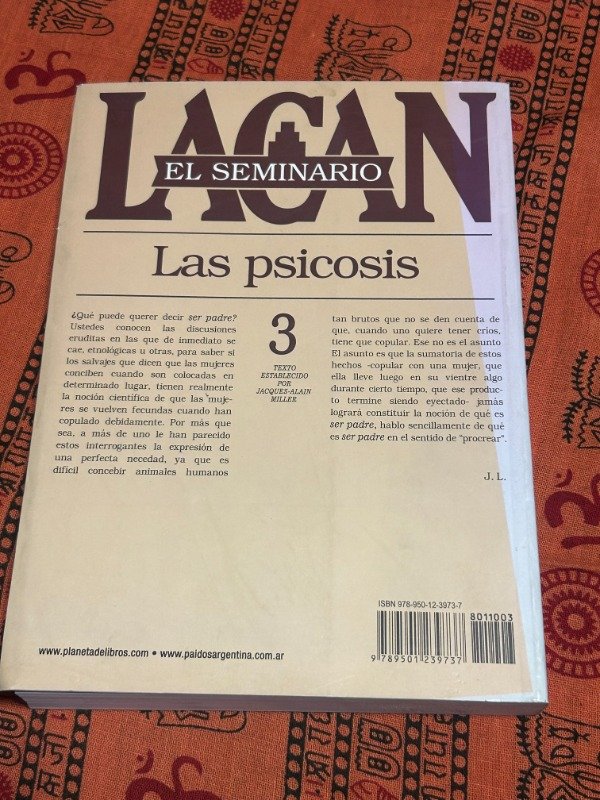 LACAN
EL SEMINARIO
Las psicosis
¿Qué puede querer decir ser padre?
Ustedes conocen las discusiones
eruditas en las que de inmediato se
cae, etnológicas u otras, para saber si
los salvajes que dicen que las mujeres
conciben cuando son colocadas en
determinado lugar, tienen realmente
la noción científica de que las muje-
res se vuelven fecundas cuando han
copulado debidamente. Por más que
sea, a más de uno le han parecido
estos interrogantes la expresión de
una perfecta necedad, ya que es
difícil concebir animales humanos
3
TEXTO
ESTABLECIDO
POR
JACQUES-ALAIN
MILLER
tan brutos que no se den cuenta de
que, cuando uno quiere tener críos,
tiene que copular. Ese no es el asunto
El asunto es que la sumatoria de estos
hechos -copular con una mujer, que
ella lleve luego en su vientre algo
durante cierto tiempo, que ese produc-
to termine siendo eyectado- jamás
logrará constituir la noción de qué es
ser padre, hablo sencillamente de qué
es ser padre en el sentido de “procrear”.
J. L.
ISBN 978-950-12-3973-7
8011003
9 789501 239737
www.planetadelibros.com • www.paidosargentina.com.ar